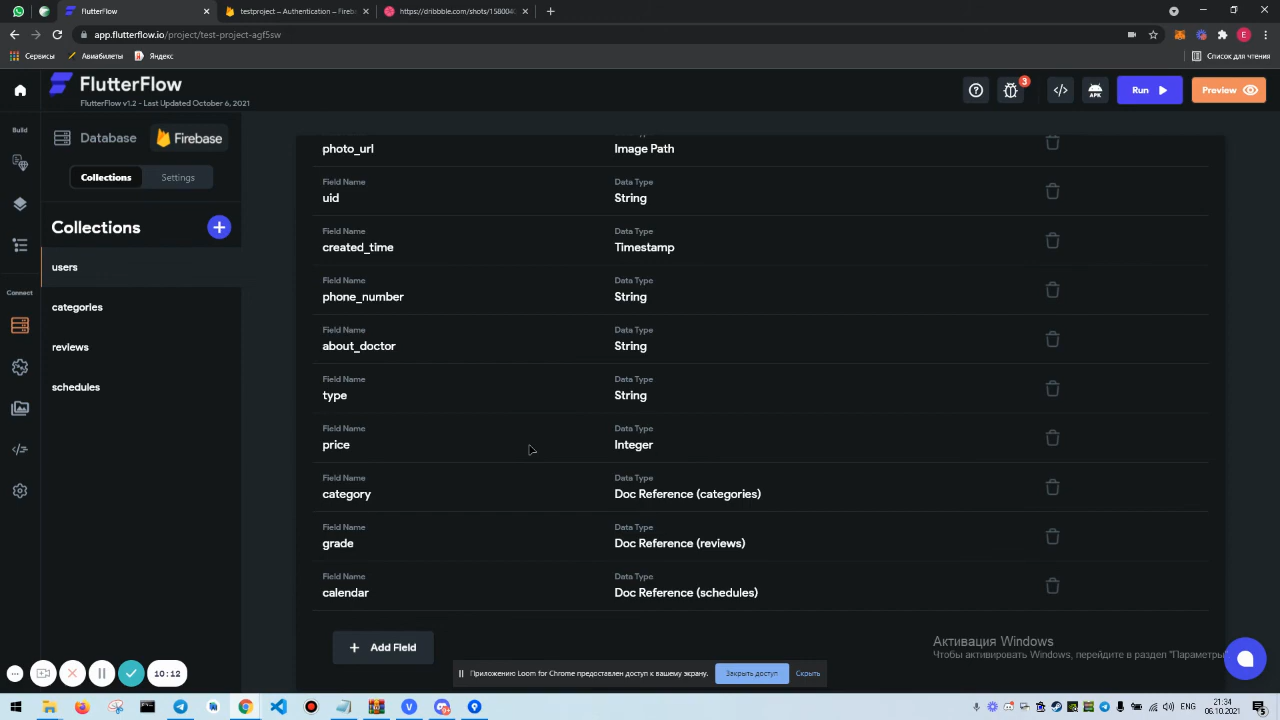 FlutterFlow
testproject – Authentication – Fireb
https://dribbble.com/shots/158004
app.flutterflow.io/project/test-project-agf5sw
E
Сервисы
Авиабилеты
Яндекс
Список для чтения
FlutterFlow
FlutterFlow v1.2 - Last Updated October 6, 2021
3
Run
Preview
Build
Connect
Database
Firebase
Collections
Settings
Collections
users
categories
reviews
schedules
photo_url
Image Path
Field Name
Data Type
uid
String
Field Name
Data Type
created_time
Timestamp
Field Name
Data Type
phone_number
String
Field Name
Data Type
about_doctor
String
Field Name
Data Type
type
String
Field Name
Data Type
price
Integer
Field Name
Data Type
category
Doc Reference (categories)
Field Name
Data Type
grade
Doc Reference (reviews)
Field Name
Data Type
calendar
Doc Reference (schedules)
+ Add Field
Активация Windows
Чтобы активировать Windows, перейдите в раздел "Параметры
10:12
Приложению Loom for Chrome предоставлен доступ к вашему экрану.
Закрыть доступ
Скрыть
ENG
21:34
06.10.2021
5